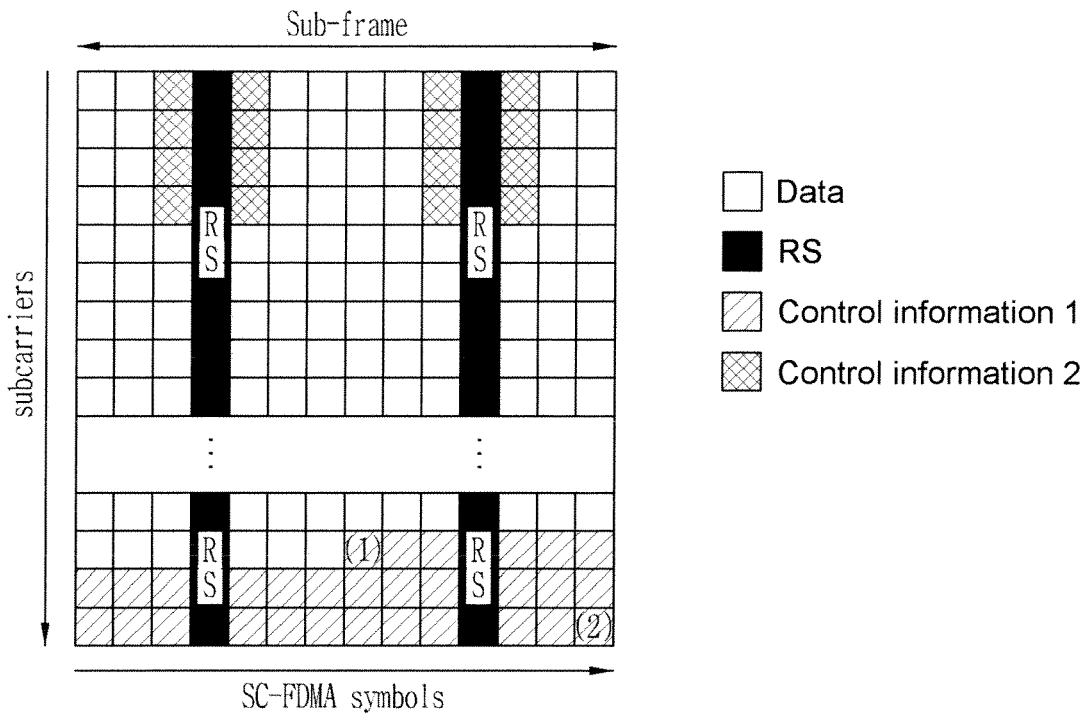 Sub-frame
subcarriers
RS
RS
Data
RS
Control information 1
Control information 2
RS
(1)
RS
(2)
SC-FDMA symbols